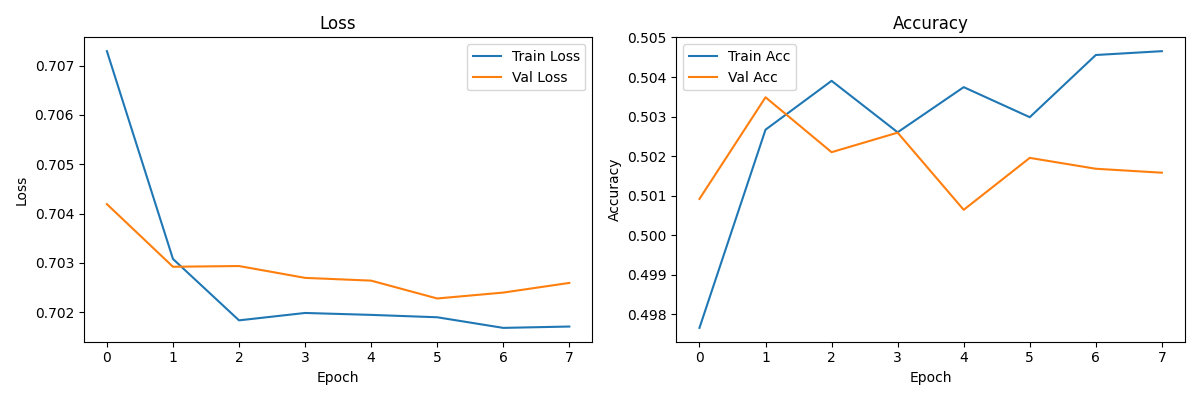 Loss
0.707
0.706
0.705
0.704
0.703
0.702
Loss
0 1 2 3 4 5 6 7
Epoch
Train Loss
Val Loss
Accuracy
0.505
0.504
0.503
0.502
0.501
0.500
0.499
0.498
Accuracy
0 1 2 3 4 5 6 7
Epoch
Train Acc
Val Acc